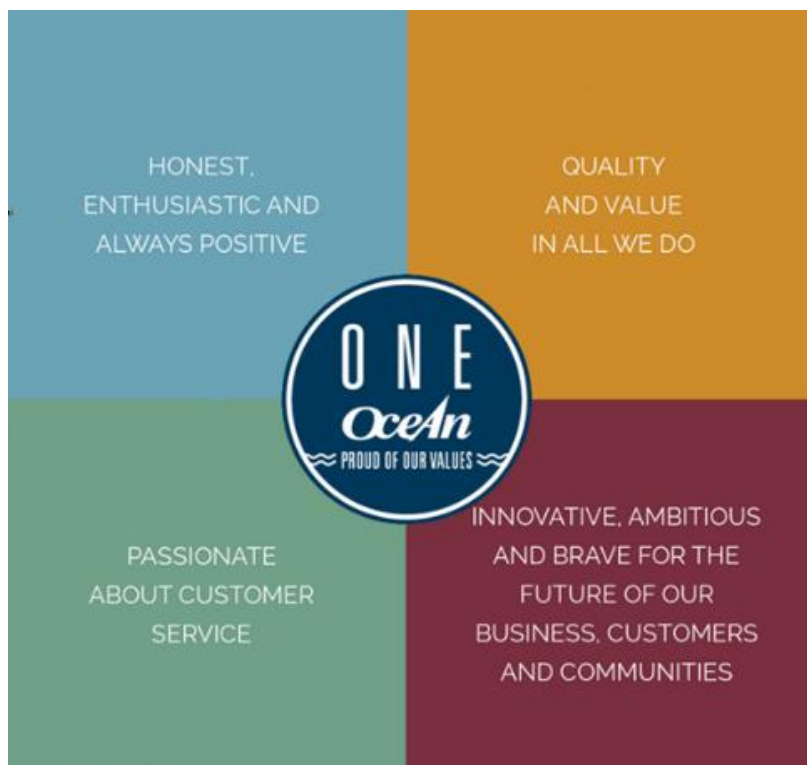 HONEST,
ENTHUSIASTIC AND
ALWAYS POSITIVE
QUALITY
AND VALUE
IN ALL WE DO
ONE
OceAn
PROUD OF OUR VALUES
PASSIONATE
ABOUT CUSTOMER
SERVICE
INNOVATIVE, AMBITIOUS
AND BRAVE FOR THE
FUTURE OF OUR
BUSINESS, CUSTOMERS
AND COMMUNITIES